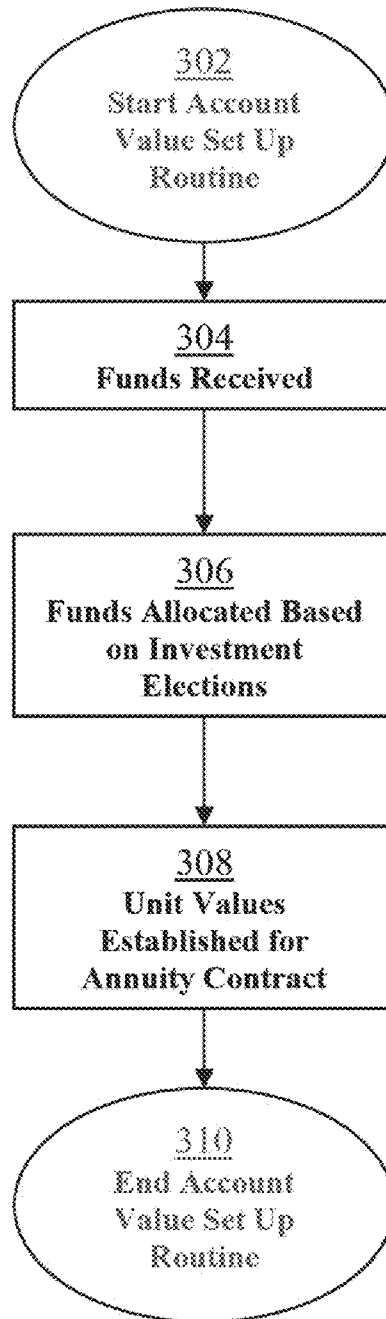 302
Start Account
Value Set Up
Routine
304
Funds Received
306
Funds Allocated Based
on Investment
Elections
308
Unit Values
Established for
Annuity Contract
310
End Account
Value Set Up
Routine